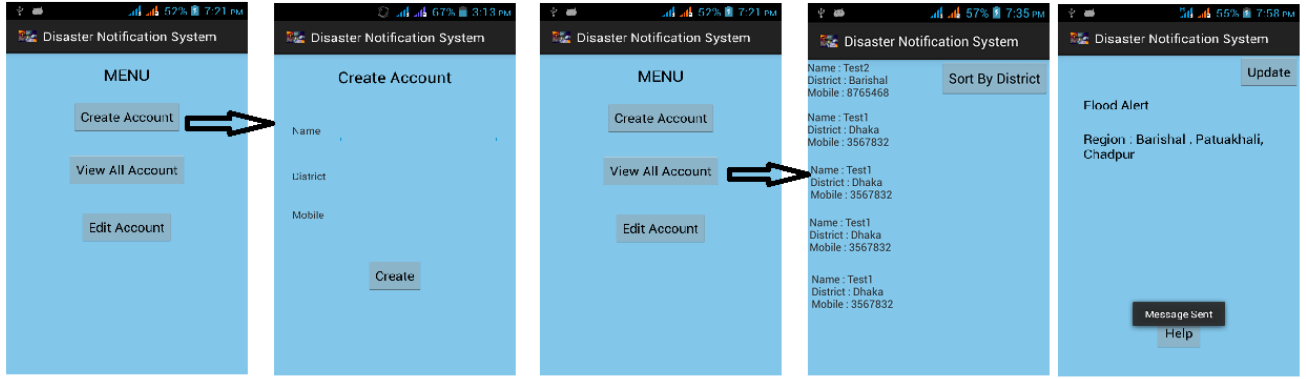 52% 7:21 PM
Disaster Notification System
MENU
Create Account
View All Account
Edit Account
67% 3:13 PM
Disaster Notification System
Create Account
Name
District
Mobile
Create
52% 7:21 PM
Disaster Notification System
MENU
Create Account
View All Account
Edit Account
57% 7:35 PM
Disaster Notification System
Sort By District
Name : Test2
District : Barishal
Mobile : 8765468
Name : Test1
District : Dhaka
Mobile : 3567832
Name : Test1
District : Dhaka
Mobile : 3567832
Name : Test1
District : Dhaka
Mobile : 3567832
Name : Test1
District : Dhaka
Mobile : 3567832
55% 7:58 PM
Disaster Notification System
Update
Flood Alert
Region : Barishal , Patuakhali,
Chadpur
Message Sent
Help